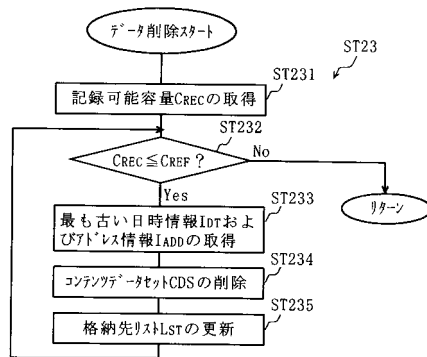 データ削除スタート
ST23
ST231
記録可能容量CRECの取得
ST232
CREC≦CREF?
No
Yes
リターン
ST233
最も古い日時情報IDTおよ
びアドレス情報IADDの取得
ST234
コンテンツデータセットCDSの削除
ST235
格納先リストLSTの更新